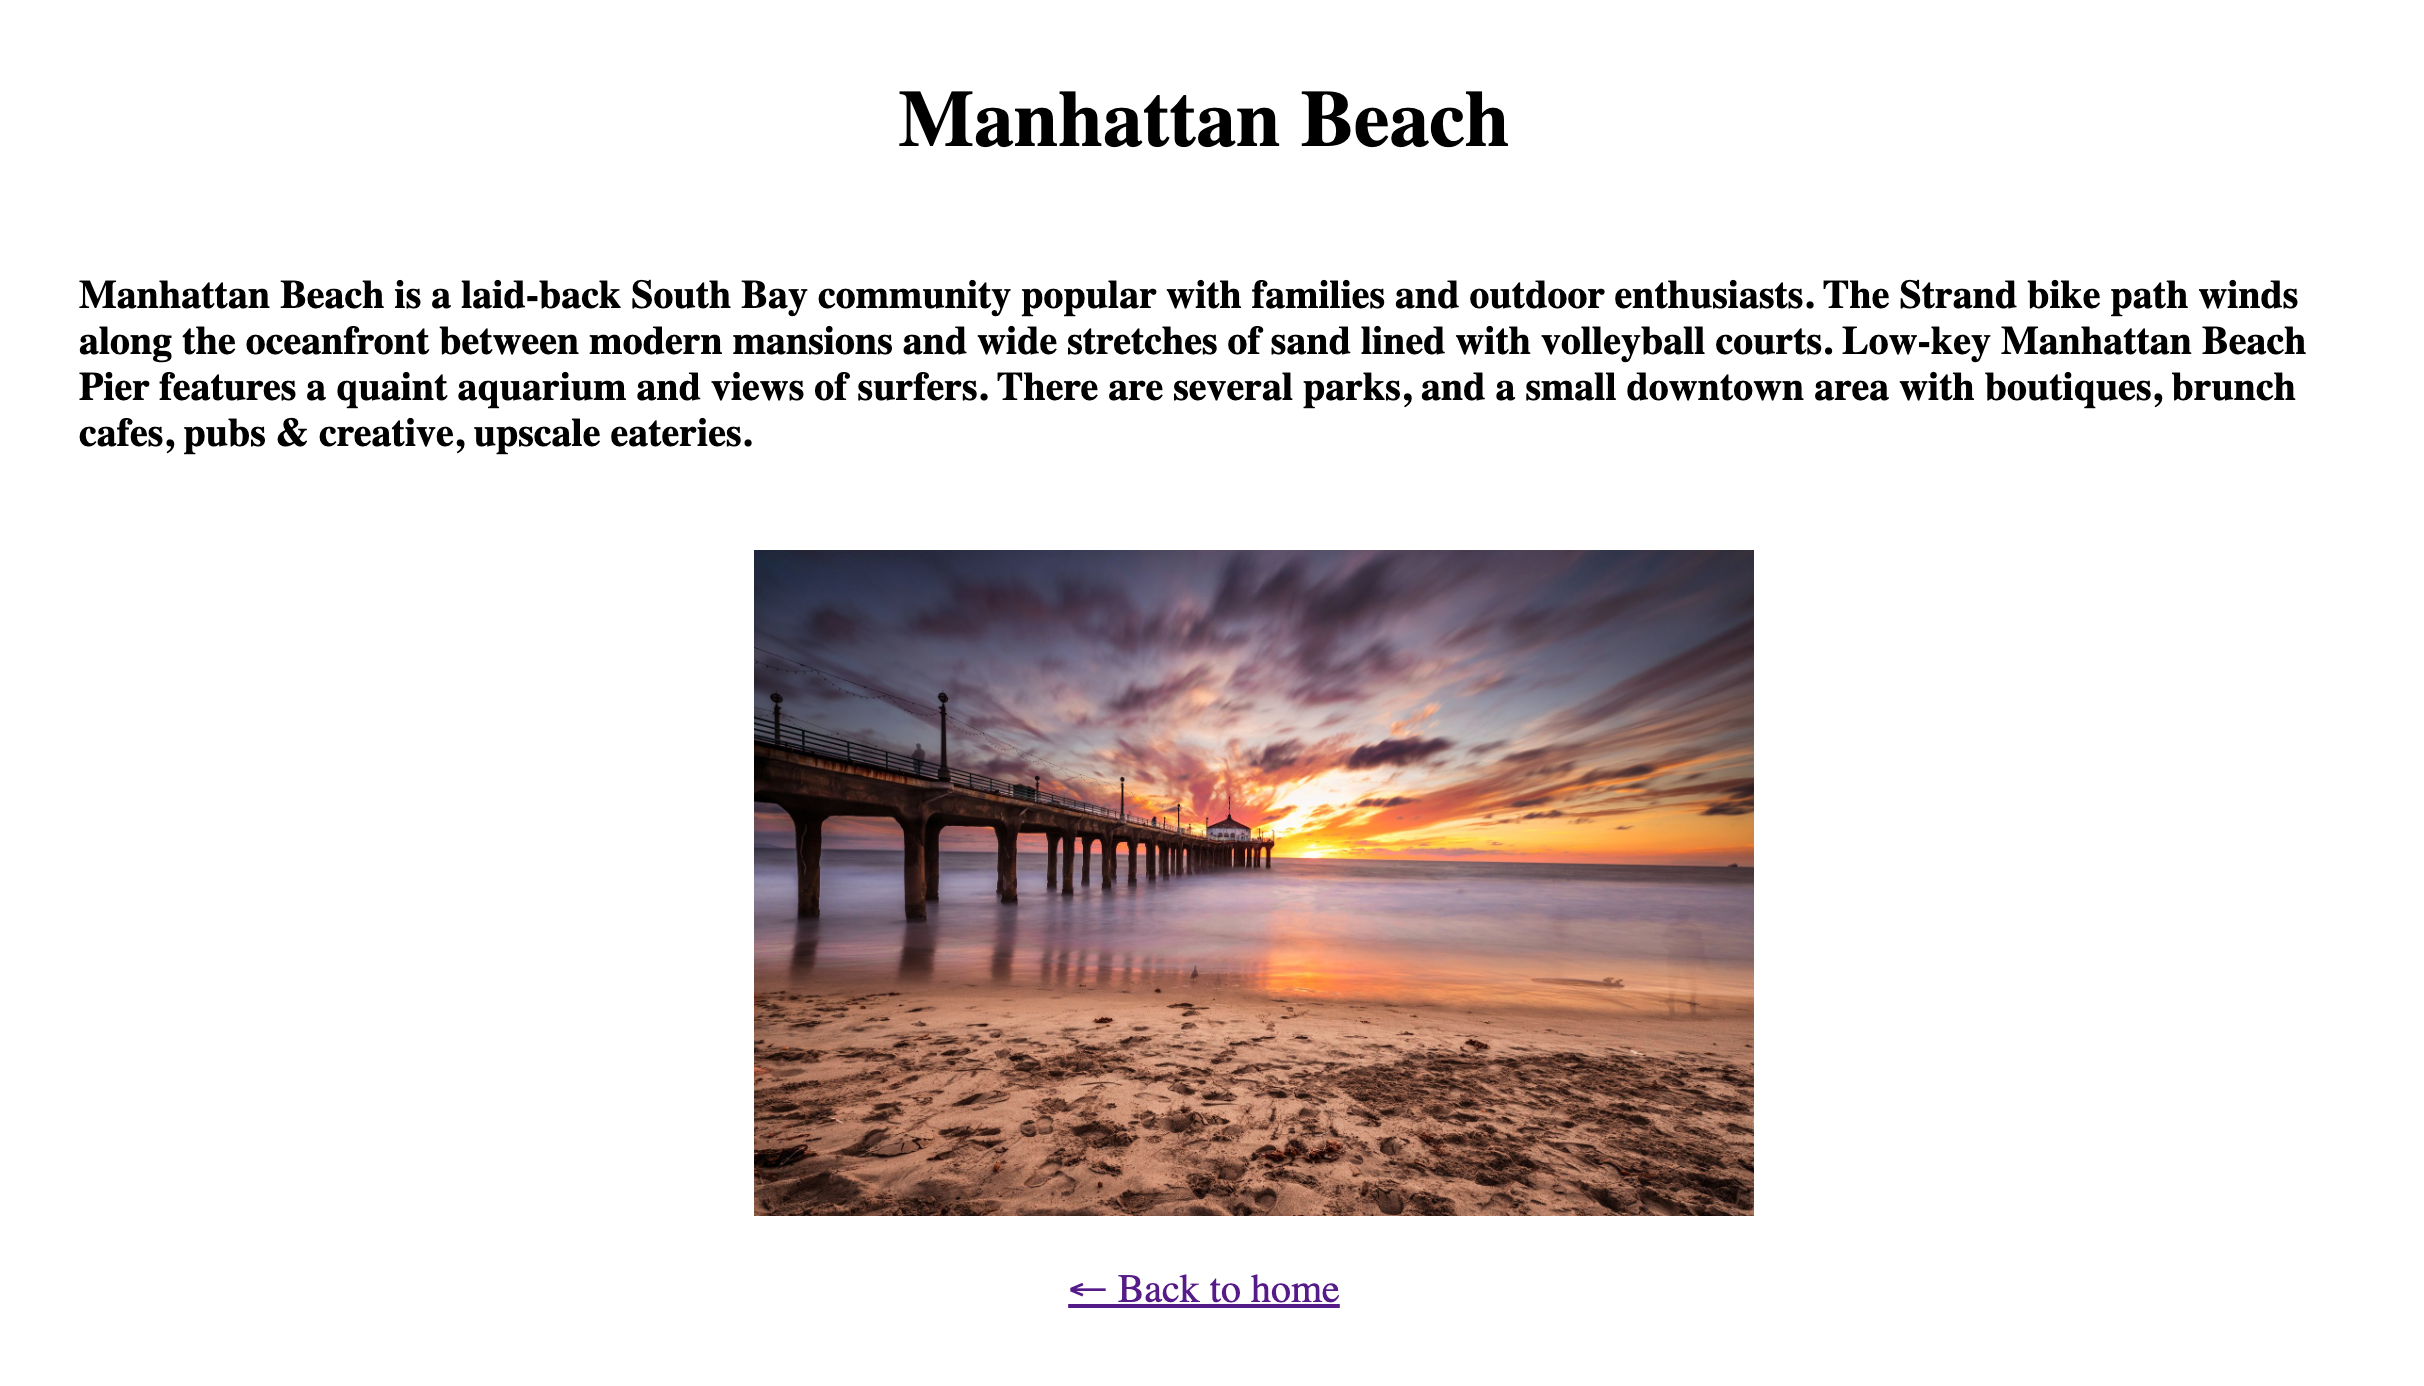 Manhattan Beach
Manhattan Beach is a laid-back South Bay community popular with families and outdoor enthusiasts. The Strand bike path winds
along the oceanfront between modern mansions and wide stretches of sand lined with volleyball courts. Low-key Manhattan Beach
Pier features a quaint aquarium and views of surfers. There are several parks, and a small downtown area with boutiques, brunch
cafes, pubs & creative, upscale eateries.
← Back to home